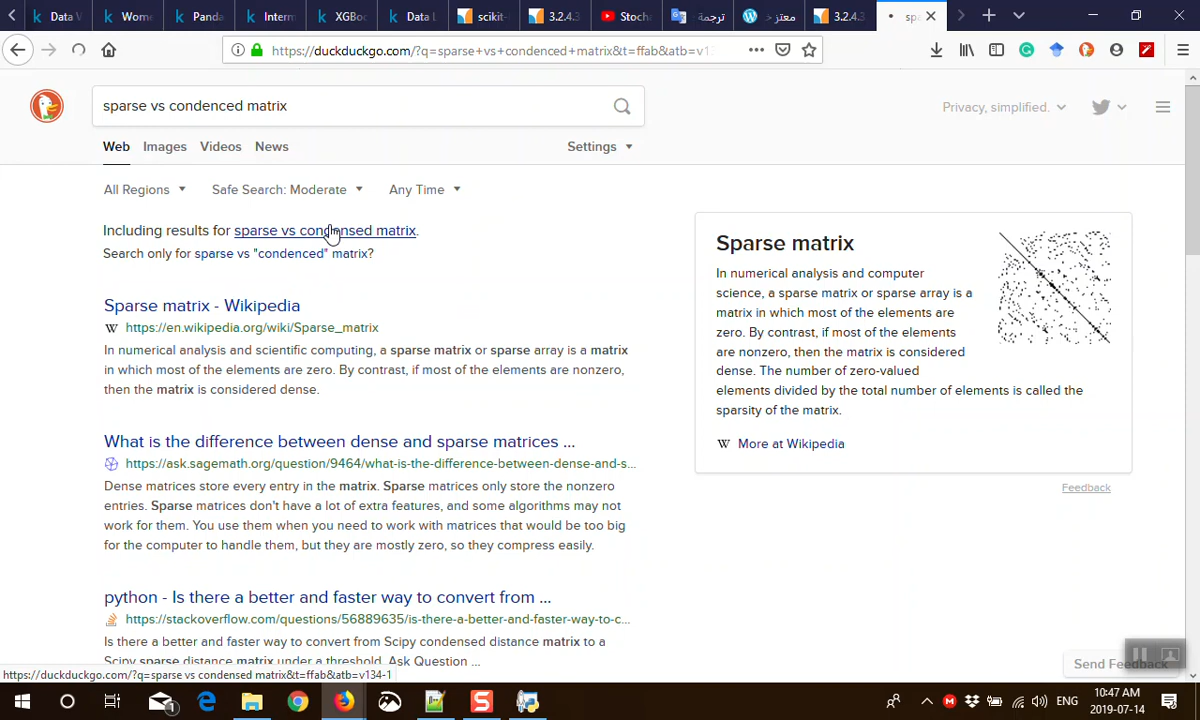 Data V
Wome
Panda
Interm
XGBoo
Data L
scikit-
3.2.4.3
Stocha
ترجمة
معتز >
3.2.4.3
spa
https://duckduckgo.com/?q=sparse+vs+condenced+matrix&t=ffab&atb=v13
sparse vs condenced matrix
Privacy, simplified.
Web Images Videos News
Settings
All Regions Safe Search: Moderate Any Time
Including results for sparse vs condensed matrix.
Search only for sparse vs "condenced" matrix?
Sparse matrix - Wikipedia
W https://en.wikipedia.org/wiki/Sparse_matrix
In numerical analysis and scientific computing, a sparse matrix or sparse array is a matrix
in which most of the elements are zero. By contrast, if most of the elements are nonzero,
then the matrix is considered dense.
What is the difference between dense and sparse matrices ...
https://ask.sagemath.org/question/9464/what-is-the-difference-between-dense-and-s...
Dense matrices store every entry in the matrix. Sparse matrices only store the nonzero
entries. Sparse matrices don't have a lot of extra features, and some algorithms may not
work for them. You use them when you need to work with matrices that would be too big
for the computer to handle them, but they are mostly zero, so they compress easily.
python - Is there a better and faster way to convert from ...
https://stackoverflow.com/questions/56889635/is-there-a-better-and-faster-way-to-c...
Is there a better and faster way to convert from Scipy condensed distance matrix to a
Scipy sparse distance matrix under a threshold. Ask Question ...
Sparse matrix
In numerical analysis and computer
science, a sparse matrix or sparse array is a
matrix in which most of the elements are
zero. By contrast, if most of the elements
are nonzero, then the matrix is considered
dense. The number of zero-valued
elements divided by the total number of elements is called the
sparsity of the matrix.
W More at Wikipedia
Feedback
Send Feedback
https://duckduckgo.com/?q=sparse vs condensed matrix&t=ffab&atb=v134-1
1
ENG
10:47 AM
2019-07-14